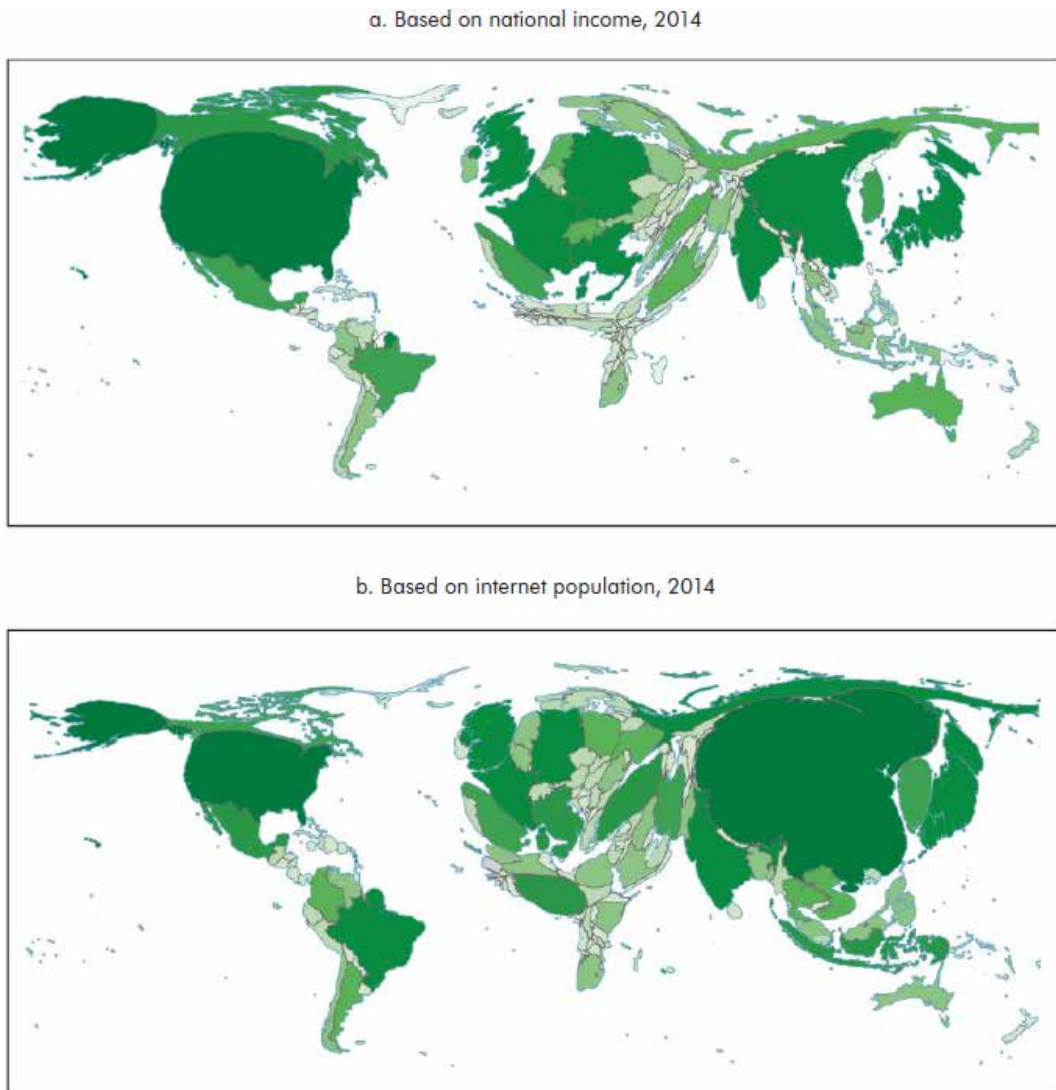 a. Based on national income, 2014
b. Based on internet population, 2014